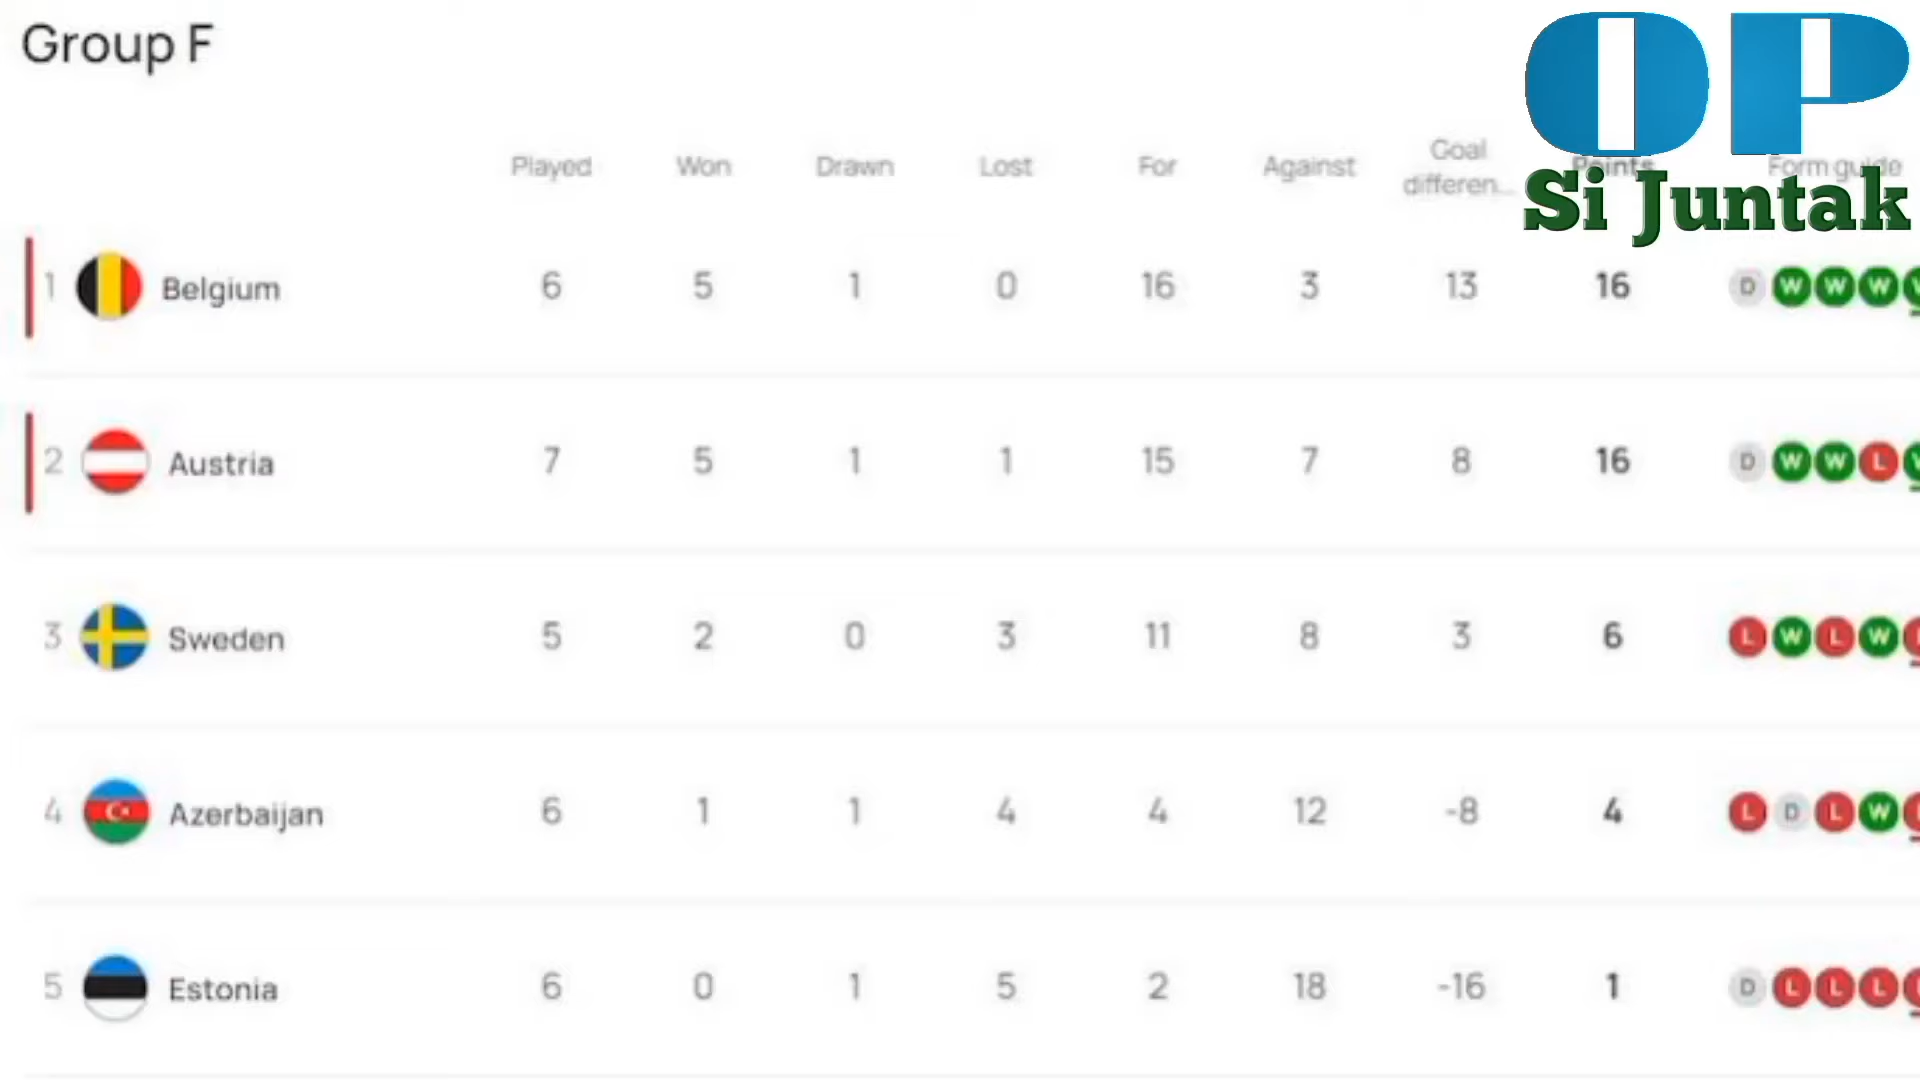 Group F
OP
Si Juntak
Played Won Drawn Lost For Against Goal differen... Points Form guide
1 Belgium 6 5 1 0 16 3 13 16 D W W W W
2 Austria 7 5 1 1 15 7 8 16 D W W L W
3 Sweden 5 2 0 3 11 8 3 6 L W L W L
4 Azerbaijan 6 1 1 4 4 12 -8 4 L D L W L
5 Estonia 6 0 1 5 2 18 -16 1 D L L L L